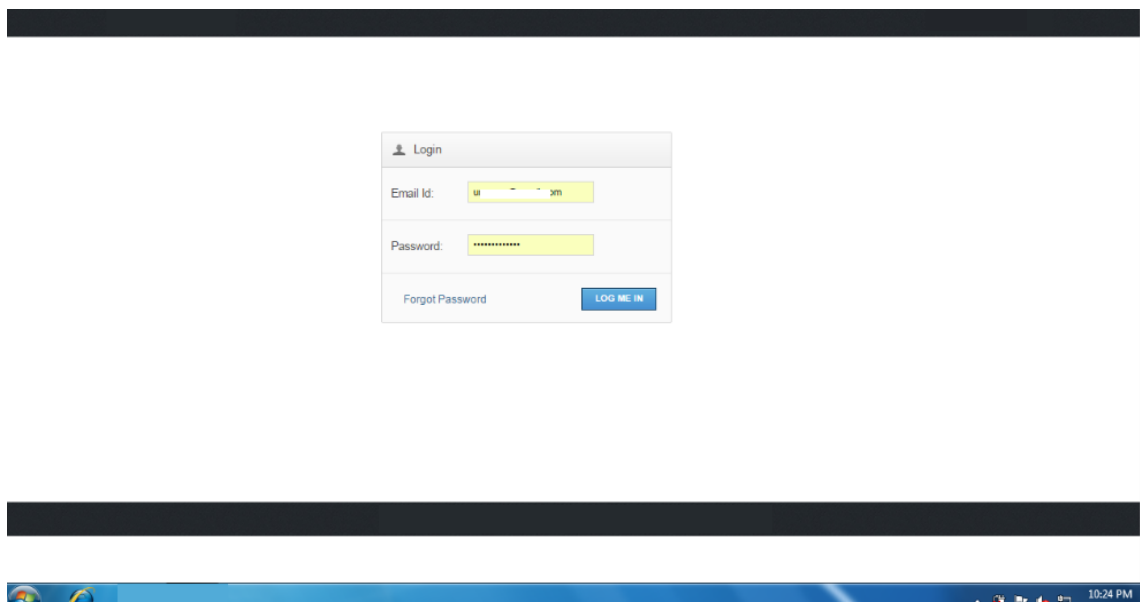 Login
Email Id:
Password: •••••••••••••
Forgot Password LOG ME IN
10:24 PM